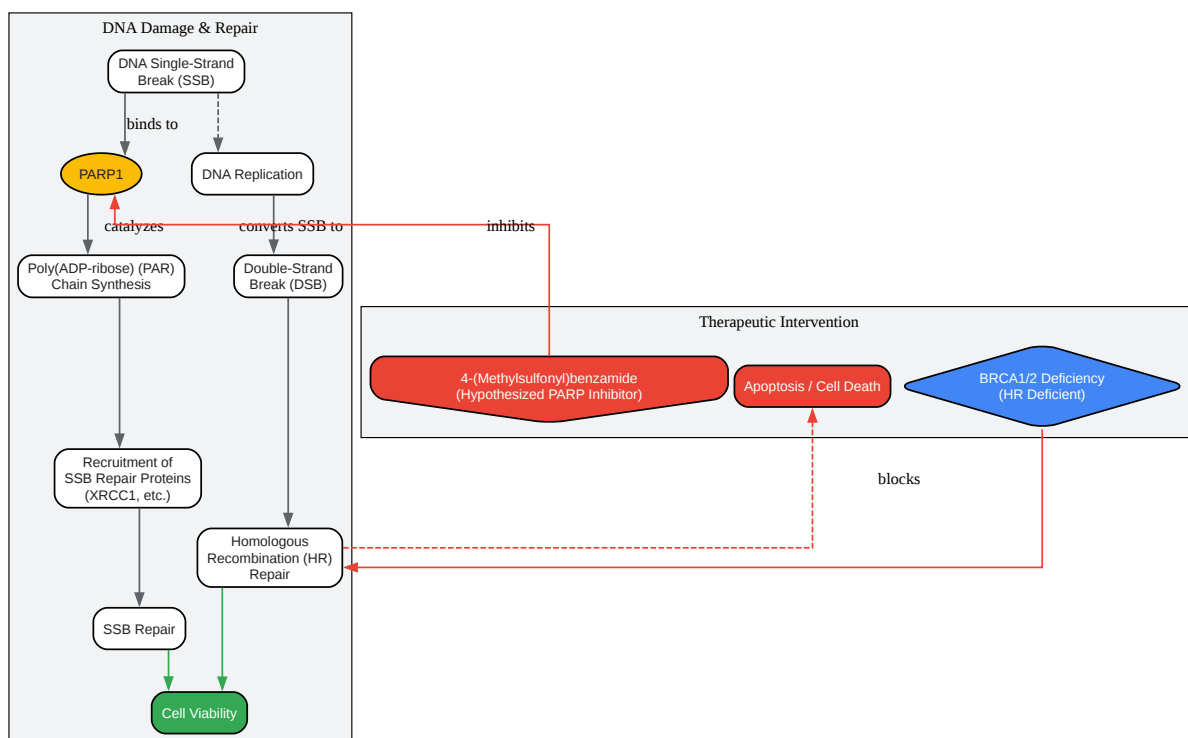 DNA Damage & Repair
DNA Single-Strand
Break (SSB)
binds to
PARP1
DNA Replication
catalyzes
converts SSB to
inhibits
Poly(ADP-ribose) (PAR)
Chain Synthesis
Double-Strand
Break (DSB)
Therapeutic Intervention
4-(Methylsulfonyl)benzamide
(Hypothesized PARP Inhibitor)
Apoptosis / Cell Death
BRCA1/2 Deficiency
(HR Deficient)
Recruitment of
SSB Repair Proteins
(XRCC1, etc.)
blocks
Homologous
Recombination (HR)
Repair
SSB Repair
Cell Viability